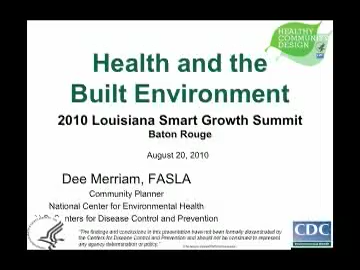 HEALTHY
COMMUNITY
DESIGN
Health and the
Built Environment
2010 Louisiana Smart Growth Summit
Baton Rouge
August 20, 2010
Dee Merriam, FASLA
Community Planner
National Center for Environmental Health
Centers for Disease Control and Prevention
"The findings and conclusions in this presentation have not been formally disseminated by
the Centers for Disease Control and Prevention and should not be construed to represent
any agency determination or policy."
CDC
Environmental Health